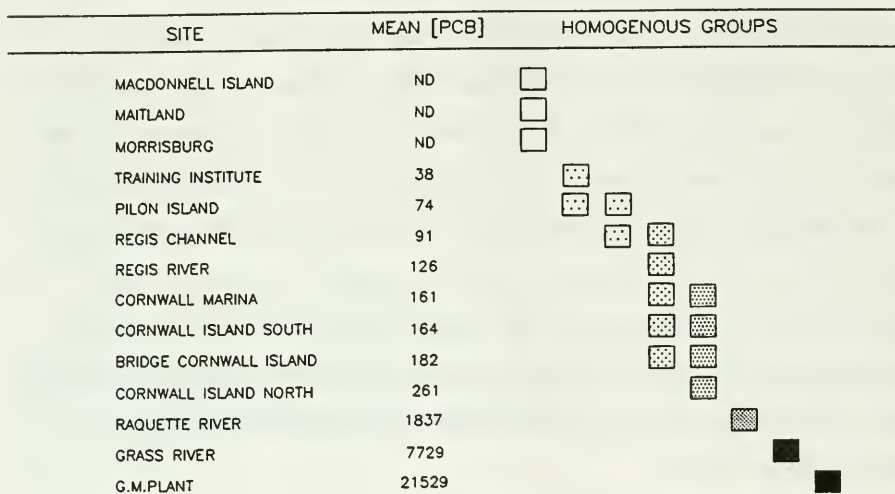 SITE MEAN [PCB] HOMOGENOUS GROUPS
MACDONNELL ISLAND ND
MAITLAND ND
MORRISBURG ND
TRAINING INSTITUTE 38
PILON ISLAND 74
REGIS CHANNEL 91
REGIS RIVER 126
CORNWALL MARINA 161
CORNWALL ISLAND SOUTH 164
BRIDGE CORNWALL ISLAND 182
CORNWALL ISLAND NORTH 261
RAQUETTE RIVER 1837
GRASS RIVER 7729
G.M.PLANT 21529